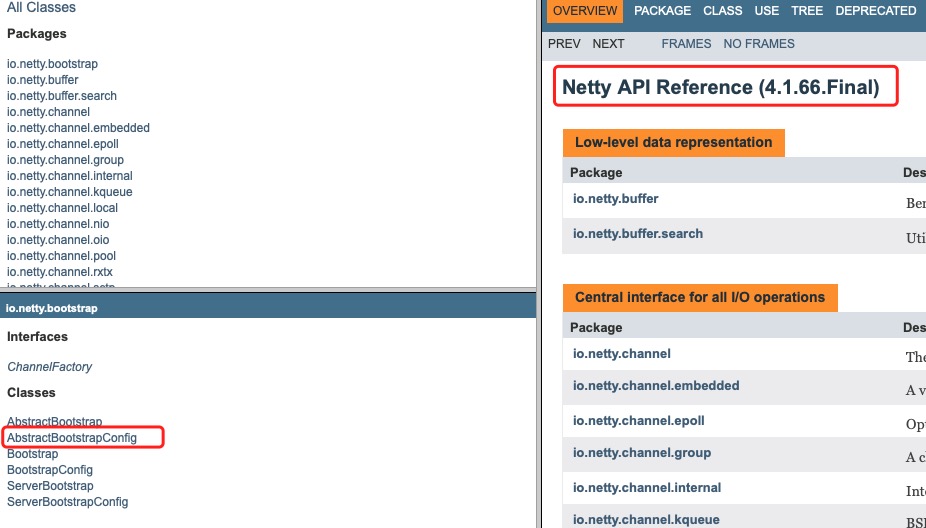 All Classes
Packages
io.netty.bootstrap
io.netty.buffer
io.netty.buffer.search
io.netty.channel
io.netty.channel.embedded
io.netty.channel.epoll
io.netty.channel.group
io.netty.channel.internal
io.netty.channel.kqueue
io.netty.channel.local
io.netty.channel.nio
io.netty.channel.oio
io.netty.channel.pool
io.netty.channel.rxtx
io.netty.bootstrap
Interfaces
ChannelFactory
Classes
AbstractBootstrap
AbstractBootstrapConfig
Bootstrap
BootstrapConfig
ServerBootstrap
ServerBootstrapConfig
OVERVIEW PACKAGE CLASS USE TREE DEPRECATED
PREV NEXT FRAMES NO FRAMES
Netty API Reference (4.1.66.Final)
Low-level data representation
Package Des
io.netty.buffer
io.netty.buffer.search Uti
Central interface for all I/O operations
Package Des
io.netty.channel The
io.netty.channel.embedded A v
io.netty.channel.epoll Op
io.netty.channel.group A c
io.netty.channel.internal Int
io.netty.channel.kqueue BSI